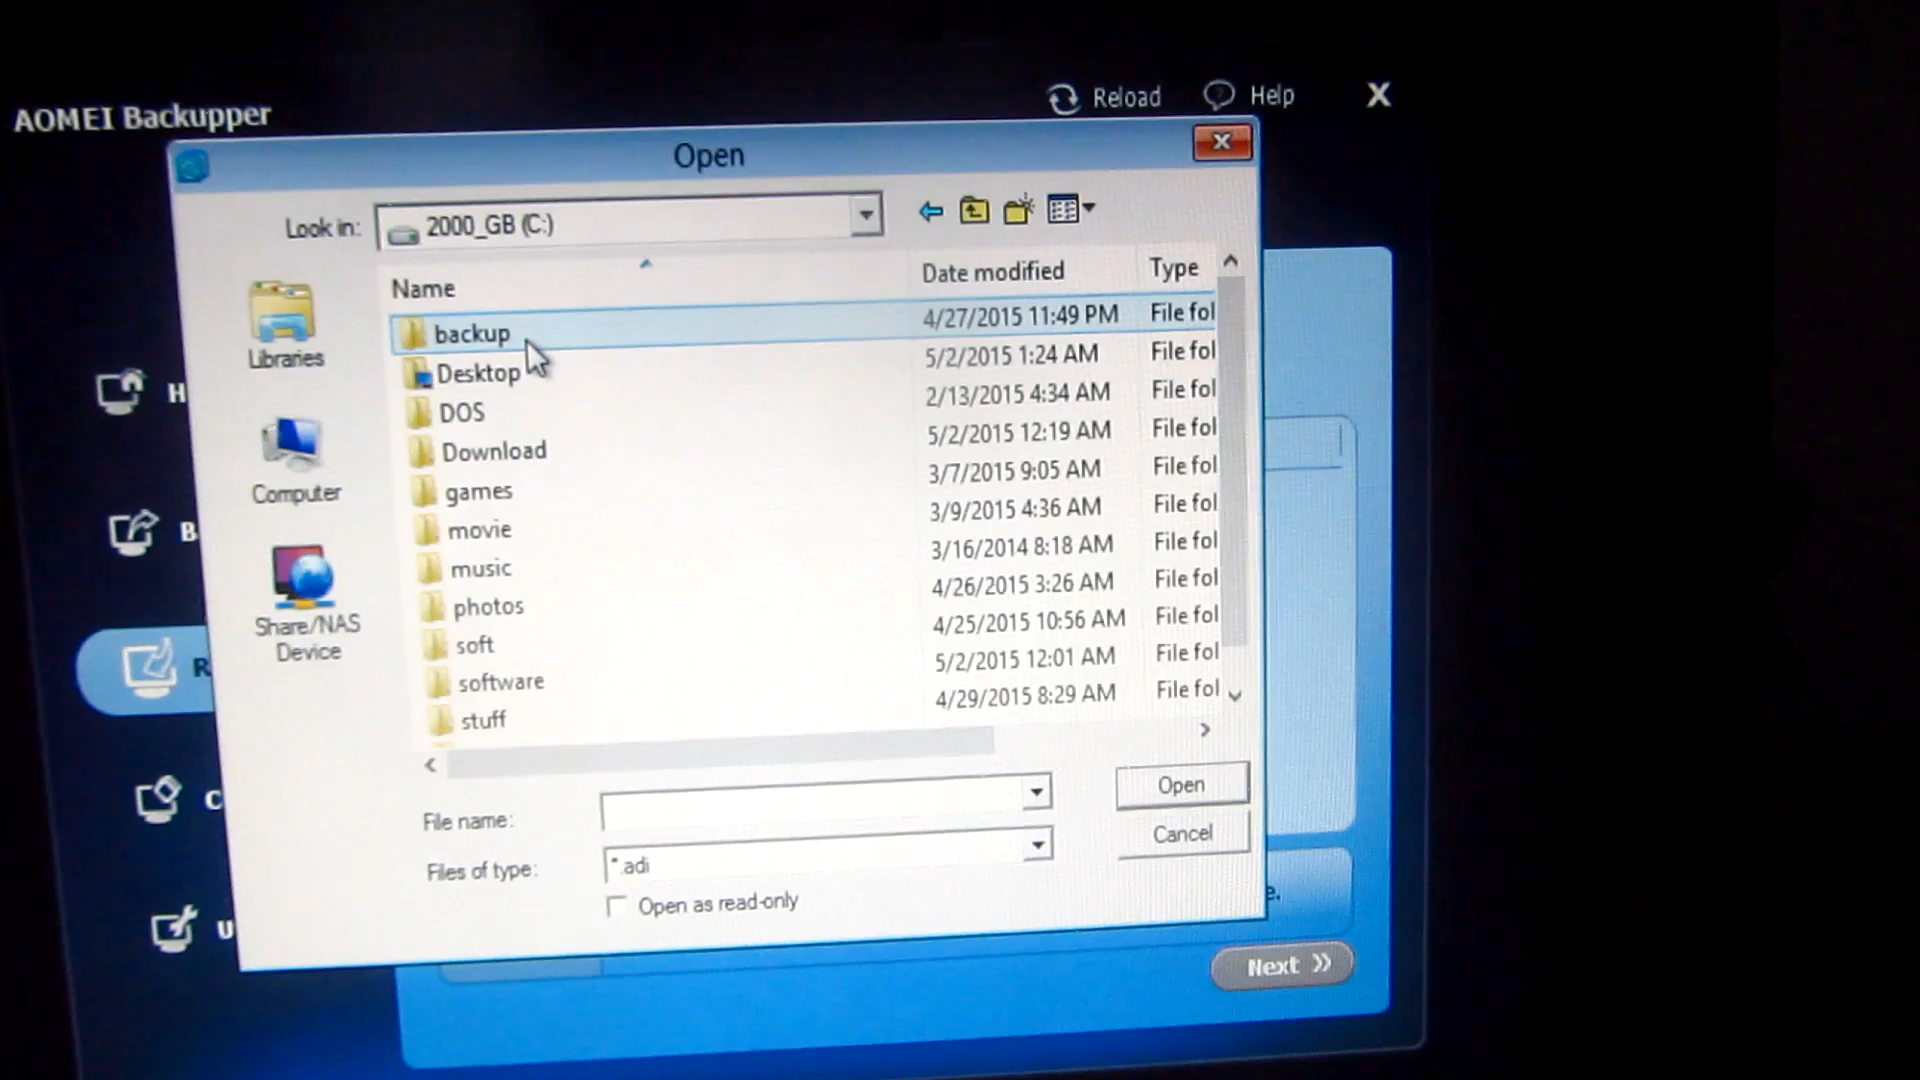 AOMEI Backupper
Reload
Help
X
Open
X
Look in:
2000_GB (C:)
Name
Date modified
Type
backup
4/27/2015 11:49 PM
File fol
Desktop
5/2/2015 1:24 AM
File fol
DOS
2/13/2015 4:34 AM
File fol
Download
5/2/2015 12:19 AM
File fol
games
3/7/2015 9:05 AM
File fol
movie
3/9/2015 4:36 AM
File fol
music
3/16/2014 8:18 AM
File fol
photos
4/26/2015 3:26 AM
File fol
soft
4/25/2015 10:56 AM
File fol
software
5/2/2015 12:01 AM
File fol
stuff
4/29/2015 8:29 AM
File fol
Libraries
Computer
Share/NAS
Device
H
B
R
C
U
File name:
Open
Files of type:
*.adi
Cancel
Open as read-only
e.
Next »